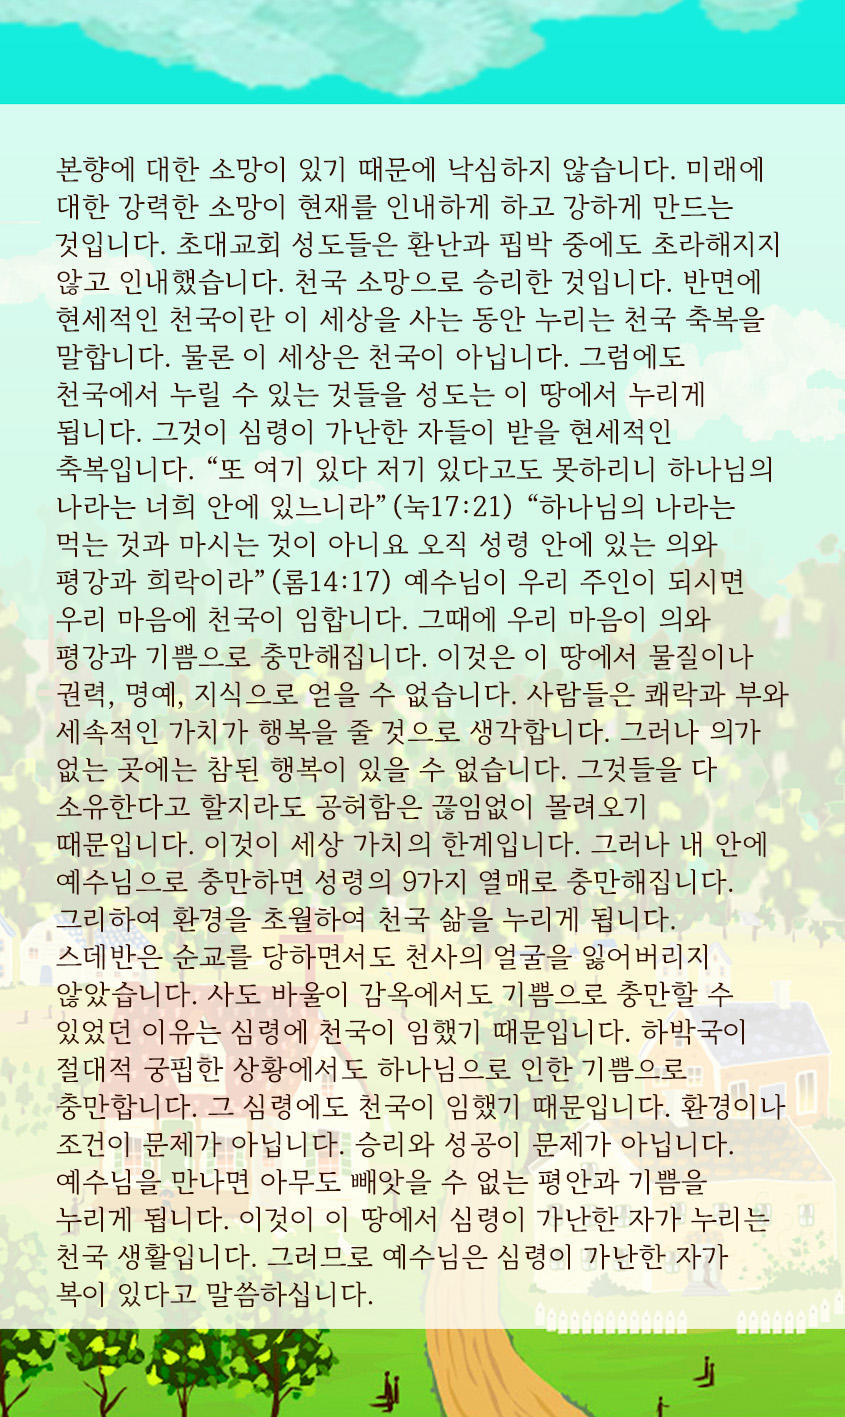 본향에 대한 소망이 있기 때문에 낙심하지 않습니다. 미래에
대한 강력한 소망이 현재를 인내하게 하고 강하게 만드는
것입니다. 초대교회 성도들은 환난과 핍박 중에도 초라해지지
않고 인내했습니다. 천국 소망으로 승리한 것입니다. 반면에
현세적인 천국이란 이 세상을 사는 동안 누리는 천국 축복을
말합니다. 물론 이 세상은 천국이 아닙니다. 그럼에도
천국에서 누릴 수 있는 것들을 성도는 이 땅에서 누리게
됩니다. 그것이 심령이 가난한 자들이 받을 현세적인
축복입니다. “또 여기 있다 저기 있다고도 못하리니 하나님의
나라는 너희 안에 있느니라”(눅17:21) “하나님의 나라는
먹는 것과 마시는 것이 아니요 오직 성령 안에 있는 의와
평강과 희락이라”(롬14:17) 예수님이 우리 주인이 되시면
우리 마음에 천국이 임합니다. 그때에 우리 마음이 의와
평강과 기쁨으로 충만해집니다. 이것은 이 땅에서 물질이나
권력, 명예, 지식으로 얻을 수 없습니다. 사람들은 쾌락과 부와
세속적인 가치가 행복을 줄 것으로 생각합니다. 그러나 의가
없는 곳에는 참된 행복이 있을 수 없습니다. 그것들을 다
소유한다고 할지라도 공허함은 끊임없이 몰려오기
때문입니다. 이것이 세상 가치의 한계입니다. 그러나 내 안에
예수님으로 충만하면 성령의 9가지 열매로 충만해집니다.
그리하여 환경을 초월하여 천국 삶을 누리게 됩니다.
스데반은 순교를 당하면서도 천사의 얼굴을 잃어버리지
않았습니다. 사도 바울이 감옥에서도 기쁨으로 충만할 수
있었던 이유는 심령에 천국이 임했기 때문입니다. 하박국이
절대적 궁핍한 상황에서도 하나님으로 인한 기쁨으로
충만합니다. 그 심령에도 천국이 임했기 때문입니다. 환경이나
조건이 문제가 아닙니다. 승리와 성공이 문제가 아닙니다.
예수님을 만나면 아무도 빼앗을 수 없는 평안과 기쁨을
누리게 됩니다. 이것이 이 땅에서 심령이 가난한 자가 누리는
천국 생활입니다. 그러므로 예수님은 심령이 가난한 자가
복이 있다고 말씀하십니다.